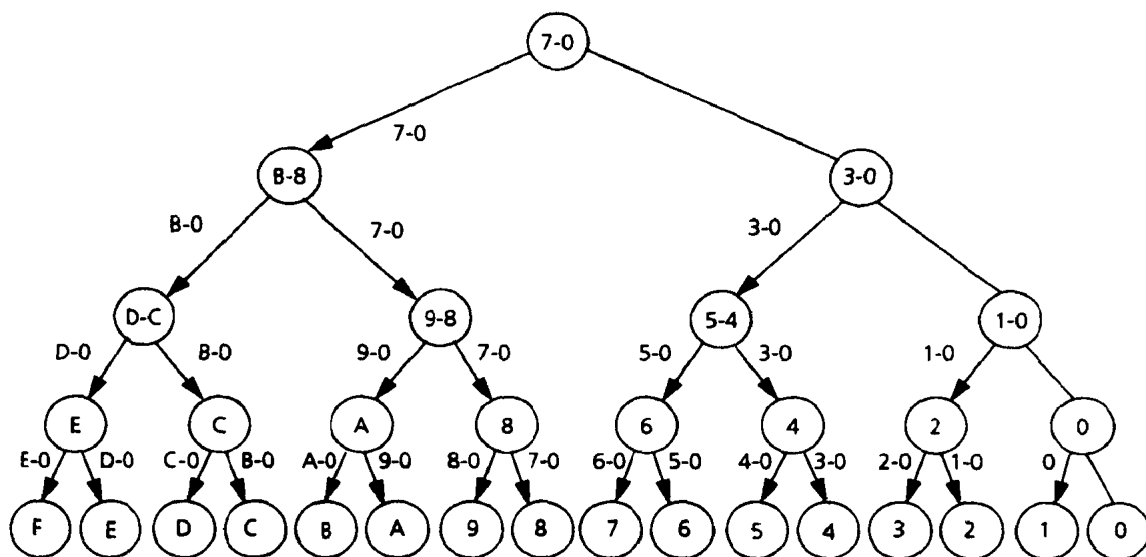 7-0
7-0
B-8 3-0
B-0 7-0 3-0
D-C 9-8 5-4 1-0
D-0 B-0 9-0 7-0 5-0 3-0 1-0
E C A 8 6 4 2 0
E-0 D-0 C-0 B-0 A-0 9-0 8-0 7-0 6-0 5-0 4-0 3-0 2-0 1-0 0
F E D C B A 9 8 7 6 5 4 3 2 1 0